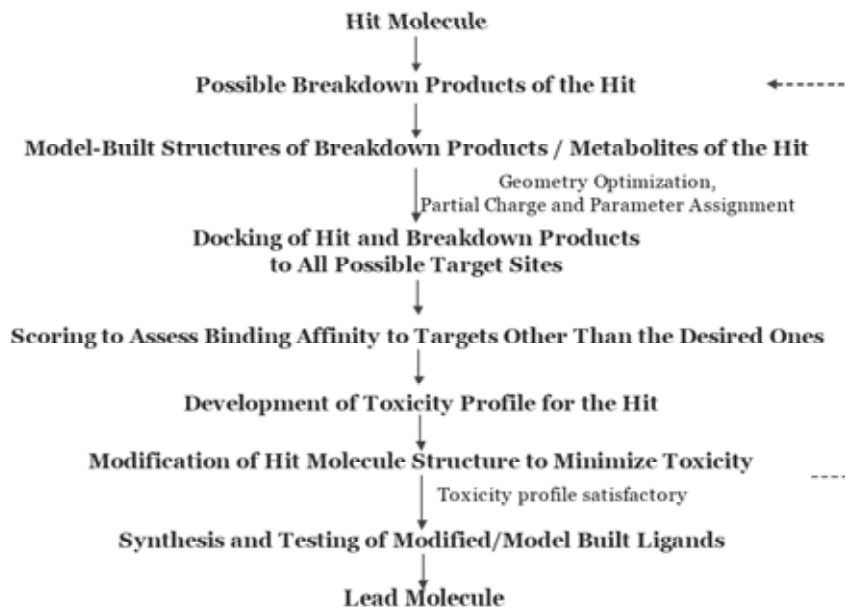 Hit Molecule
Possible Breakdown Products of the Hit
Model-Built Structures of Breakdown Products / Metabolites of the Hit
Geometry Optimization,
Partial Charge and Parameter Assignment
Docking of Hit and Breakdown Products
to All Possible Target Sites
Scoring to Assess Binding Affinity to Targets Other Than the Desired Ones
Development of Toxicity Profile for the Hit
Modification of Hit Molecule Structure to Minimize Toxicity
Toxicity profile satisfactory
Synthesis and Testing of Modified/Model Built Ligands
Lead Molecule